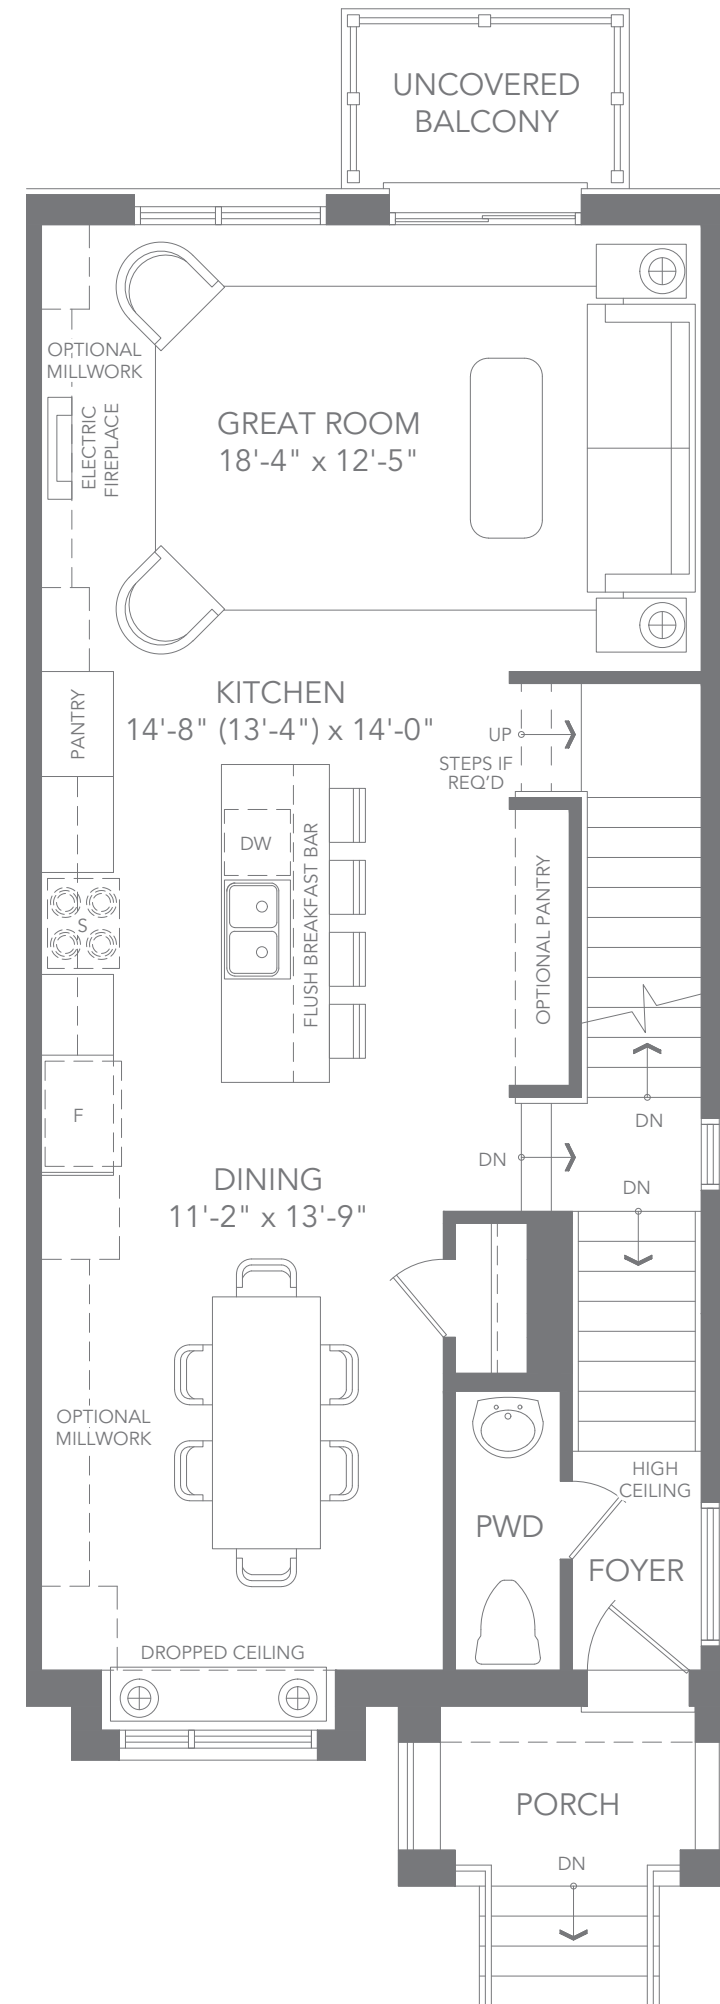 UNCOVERED
BALCONY
OPTIONAL
MILLWORK
ELECTRIC
FIREPLACE
GREAT ROOM
18'-4" x 12'-5"
KITCHEN
14'-8" (13'-4") x 14'-0"
PANTRY
UP
STEPS IF
REQ'D
DW
FLUSH BREAKFAST BAR
OPTIONAL PANTRY
S
F
DN
DN
DN
DINING
11'-2" x 13'-9"
OPTIONAL
MILLWORK
HIGH
CEILING
PWD
FOYER
DROPPED CEILING
PORCH
DN